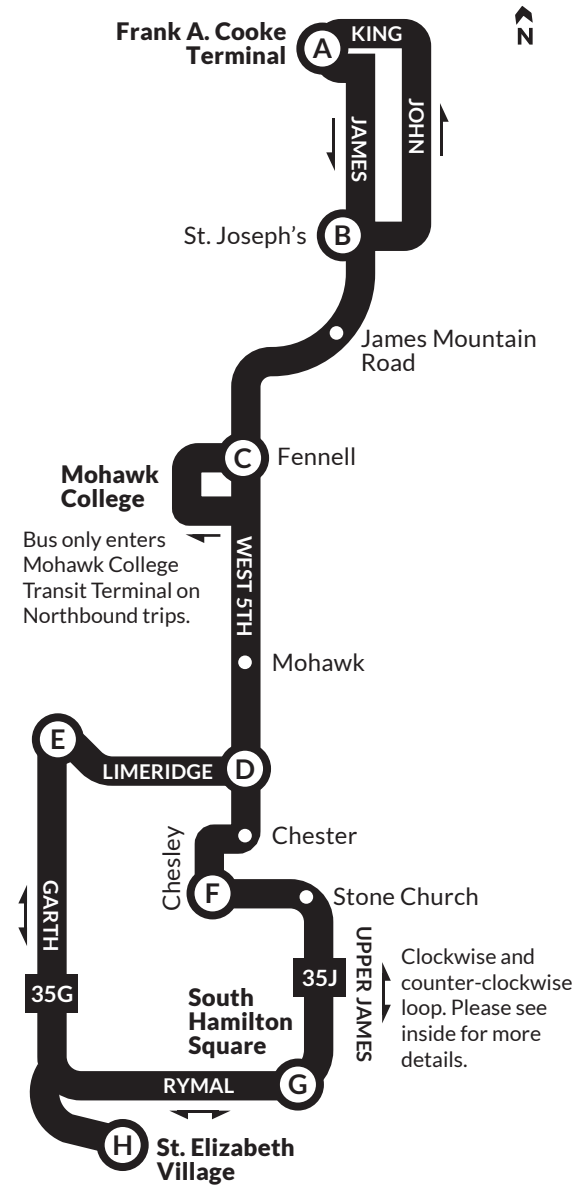 Frank A. Cooke
Terminal
A
KING
N
JAMES
JOHN
St. Joseph's
B
James Mountain
Road
C
Fennell
Mohawk
College
Bus only enters
Mohawk College
Transit Terminal on
Northbound trips.
WEST 5TH
Mohawk
E
LIMERIDGE
D
Chester
Chesley
F
Stone Church
GARTH
35G
35J
UPPER JAMES
Clockwise and
counter-clockwise
loop. Please see
inside for more
details.
South
Hamilton
Square
RYMAL
G
H
St. Elizabeth
Village